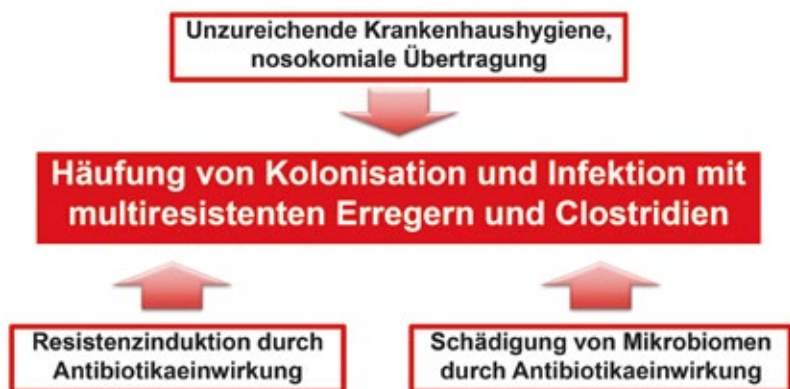 Unzureichende Krankenhaushygiene,
nosokomiale Übertragung
Häufung von Kolonisation und Infektion mit
multiresistenten Erregern und Clostridien
Resistenzinduktion durch
Antibiotikaeinwirkung
Schädigung von Mikrobiomen
durch Antibiotikaeinwirkung